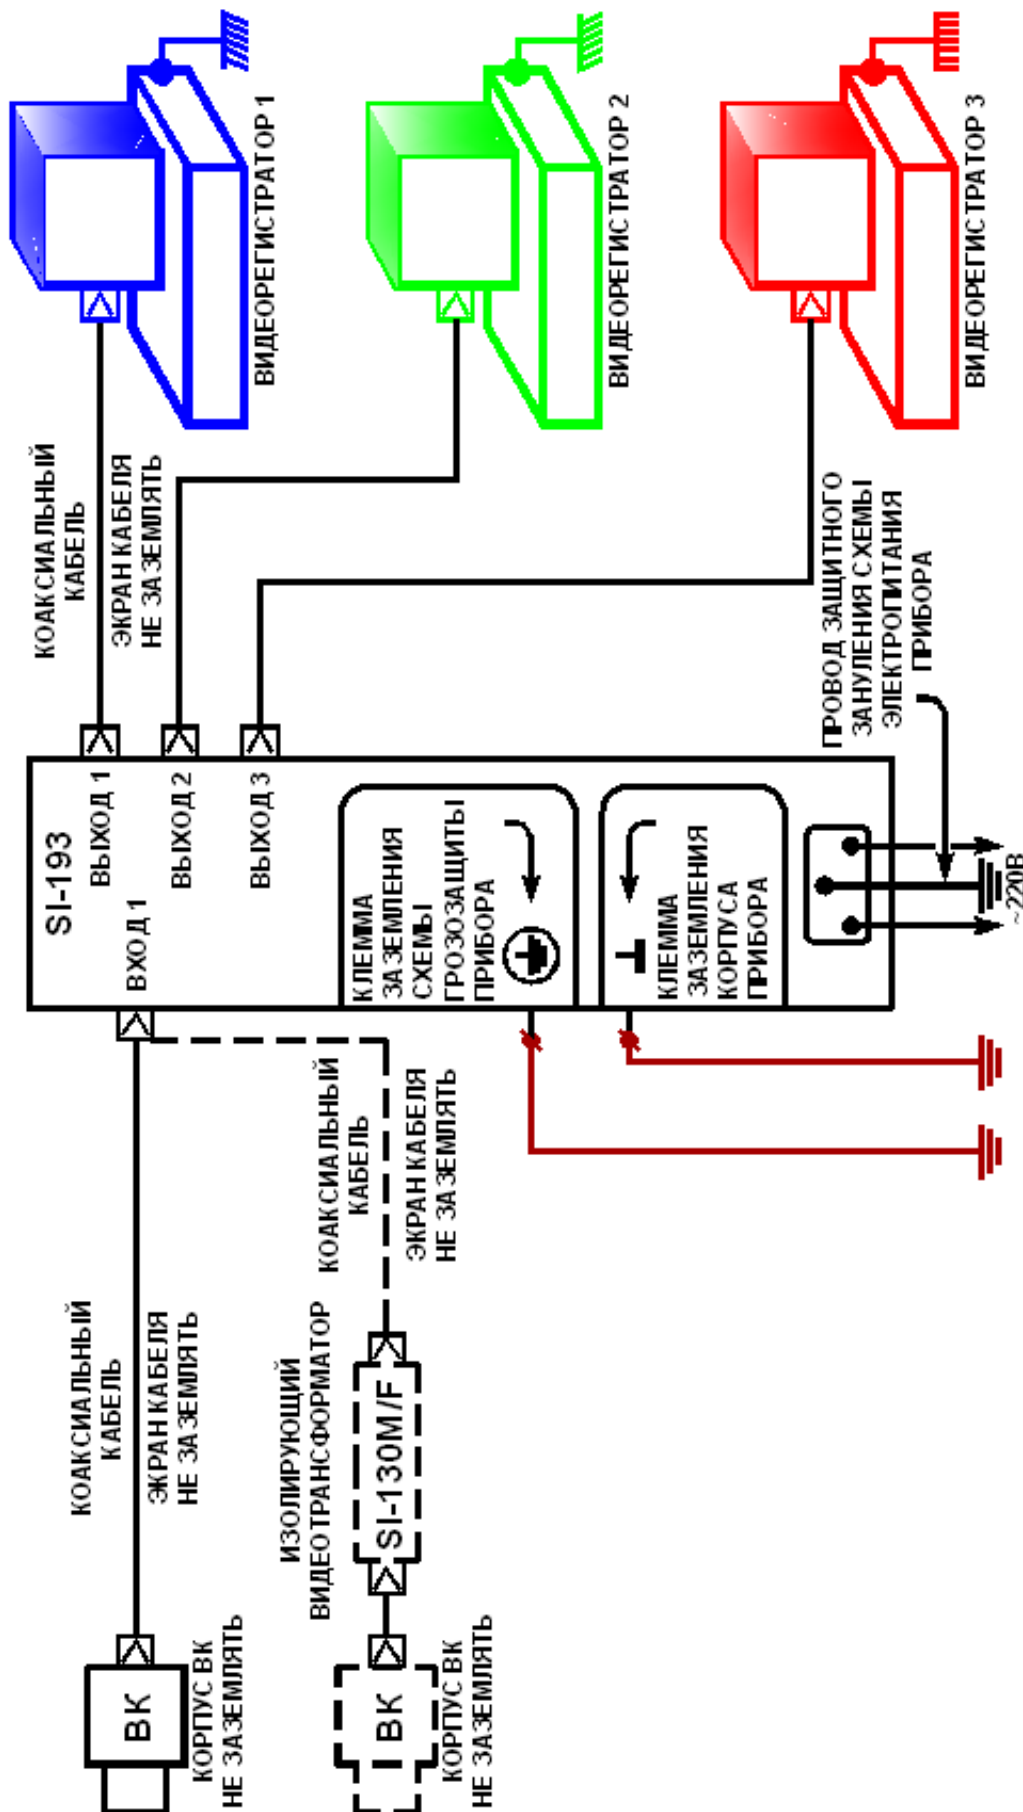 ВК
КОРПУС ВК
НЕ ЗАЗЕМЛЯТЬ
КОАКСИАЛЬНЫЙ
КАБЕЛЬ
ЭКРАН КАБЕЛЯ
НЕ ЗАЗЕМЛЯТЬ
ВК
КОРПУС ВК
НЕ ЗАЗЕМЛЯТЬ
ИЗОЛИРУЮЩИЙ
ВИДЕОТРАНСФОРМАТОР
SI-130M/F
КОАКСИАЛЬНЫЙ
КАБЕЛЬ
ЭКРАН КАБЕЛЯ
НЕ ЗАЗЕМЛЯТЬ
SI-193
ВХОД 1
ВЫХОД 1
ВЫХОД 2
ВЫХОД 3
КЛЕММА
ЗАЗЕМЛЕНИЯ
СХЕМЫ
ГРОЗОЗАЩИТЫ
ПРИБОРА
КЛЕММА
ЗАЗЕМЛЕНИЯ
КОРПУСА
ПРИБОРА
~220В
КОАКСИАЛЬНЫЙ
КАБЕЛЬ
ЭКРАН КАБЕЛЯ
НЕ ЗАЗЕМЛЯТЬ
ПРОВОД ЗАЩИТНОГО
ЗАНУЛЕНИЯ СХЕМЫ
ЭЛЕКТРОПИТАНИЯ
ПРИБОРА
ВИДЕОРЕГИСТРАТОР 1
ВИДЕОРЕГИСТРАТОР 2
ВИДЕОРЕГИСТРАТОР 3